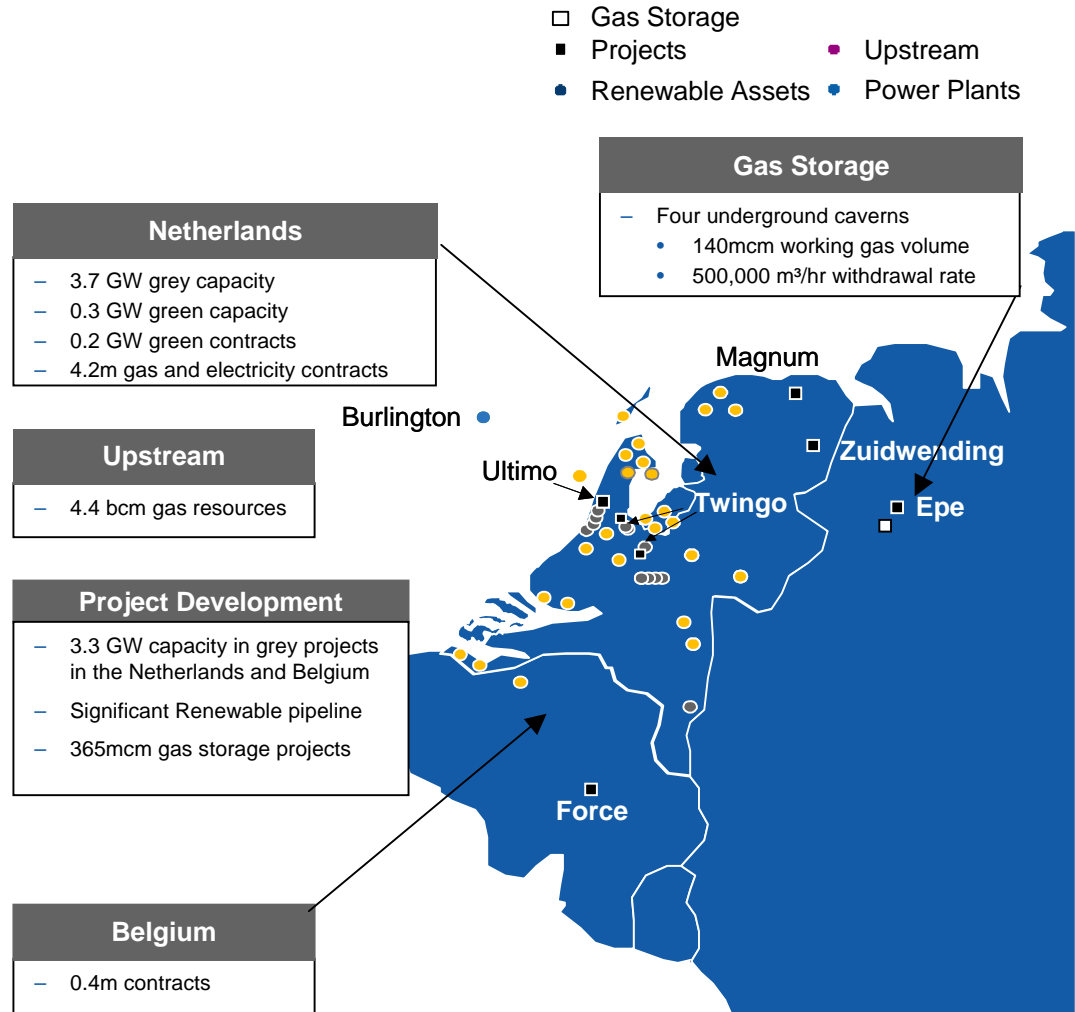 Gas Storage
Projects
Upstream
Renewable Assets
Power Plants
Gas Storage
– Four underground caverns
• 140mcm working gas volume
• 500,000 m³/hr withdrawal rate
Netherlands
– 3.7 GW grey capacity
– 0.3 GW green capacity
– 0.2 GW green contracts
– 4.2m gas and electricity contracts
Magnum
Burlington
Zuidwending
Upstream
– 4.4 bcm gas resources
Ultimo
Twingo
Epe
Project Development
– 3.3 GW capacity in grey projects
in the Netherlands and Belgium
– Significant Renewable pipeline
– 365mcm gas storage projects
Force
Belgium
– 0.4m contracts